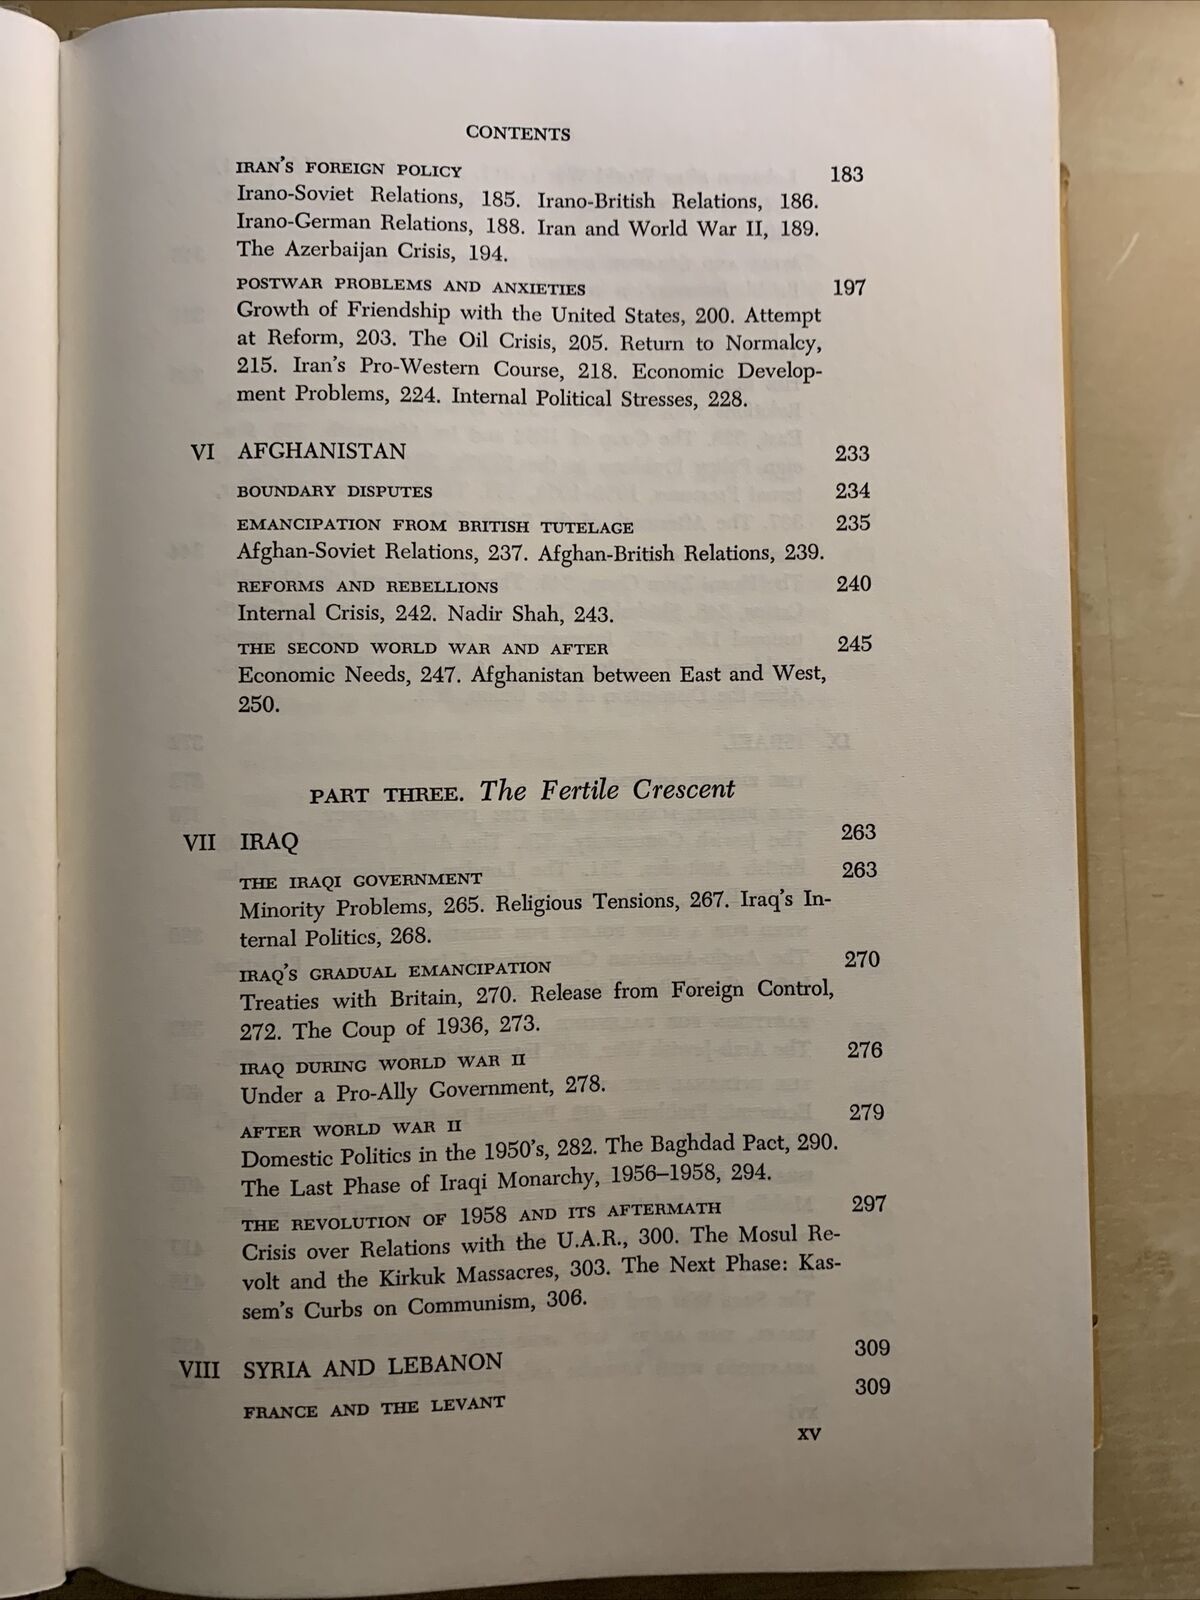 CONTENTS
IRAN'S FOREIGN POLICY 183
Irano-Soviet Relations, 185. Irano-British Relations, 186.
Irano-German Relations, 188. Iran and World War II, 189.
The Azerbaijan Crisis, 194.
POSTWAR PROBLEMS AND ANXIETIES 197
Growth of Friendship with the United States, 200. Attempt
at Reform, 203. The Oil Crisis, 205. Return to Normalcy,
215. Iran's Pro-Western Course, 218. Economic Develop-
ment Problems, 224. Internal Political Stresses, 228.
VI AFGHANISTAN 233
BOUNDARY DISPUTES 234
EMANCIPATION FROM BRITISH TUTELAGE 235
Afghan-Soviet Relations, 237. Afghan-British Relations, 239.
REFORMS AND REBELLIONS 240
Internal Crisis, 242. Nadir Shah, 243.
THE SECOND WORLD WAR AND AFTER 245
Economic Needs, 247. Afghanistan between East and West,
250.
PART THREE. The Fertile Crescent
VII IRAQ 263
THE IRAQI GOVERNMENT 263
Minority Problems, 265. Religious Tensions, 267. Iraq's In-
ternal Politics, 268.
IRAQ'S GRADUAL EMANCIPATION 270
Treaties with Britain, 270. Release from Foreign Control,
272. The Coup of 1936, 273.
IRAQ DURING WORLD WAR II 276
Under a Pro-Ally Government, 278.
AFTER WORLD WAR II 279
Domestic Politics in the 1950's, 282. The Baghdad Pact, 290.
The Last Phase of Iraqi Monarchy, 1956–1958, 294.
THE REVOLUTION OF 1958 AND ITS AFTERMATH 297
Crisis over Relations with the U.A.R., 300. The Mosul Re-
volt and the Kirkuk Massacres, 303. The Next Phase: Kas-
sem's Curbs on Communism, 306.
VIII SYRIA AND LEBANON 309
FRANCE AND THE LEVANT 309
xv